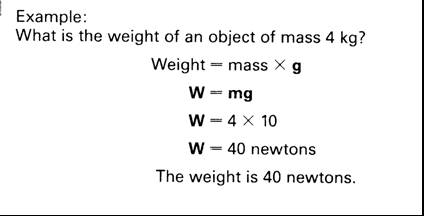 Example:
What is the weight of an object of mass 4 kg?
Weight = mass × g
W = mg
W = 4 × 10
W = 40 newtons
The weight is 40 newtons.